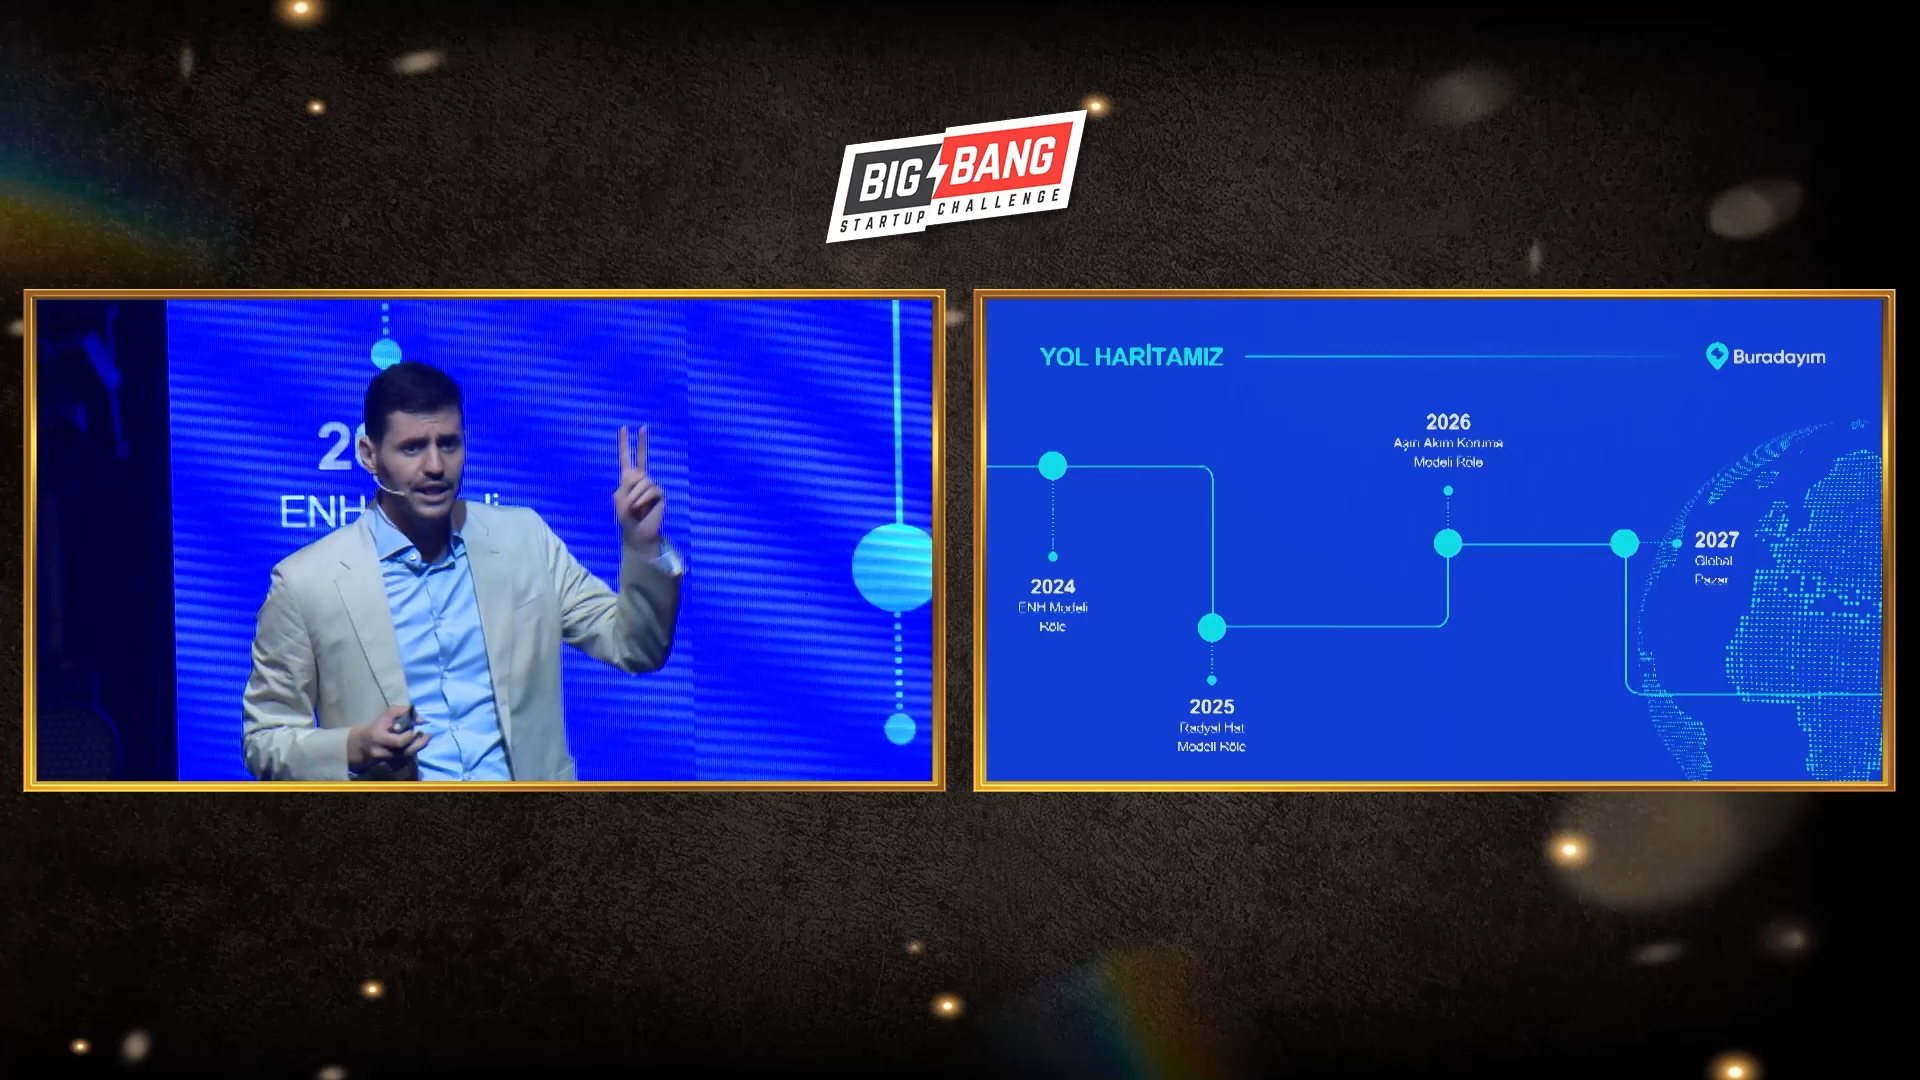 BIG BANG
STARTUP CHALLENGE
ENH
YOL HARİTAMIZ
Buradayım
2024
ENH Modeli
Röle
2025
Radyal Hat
Modeli Röle
2026
Aşırı Akım Koruma
Modeli Röle
2027
Global
Pazar